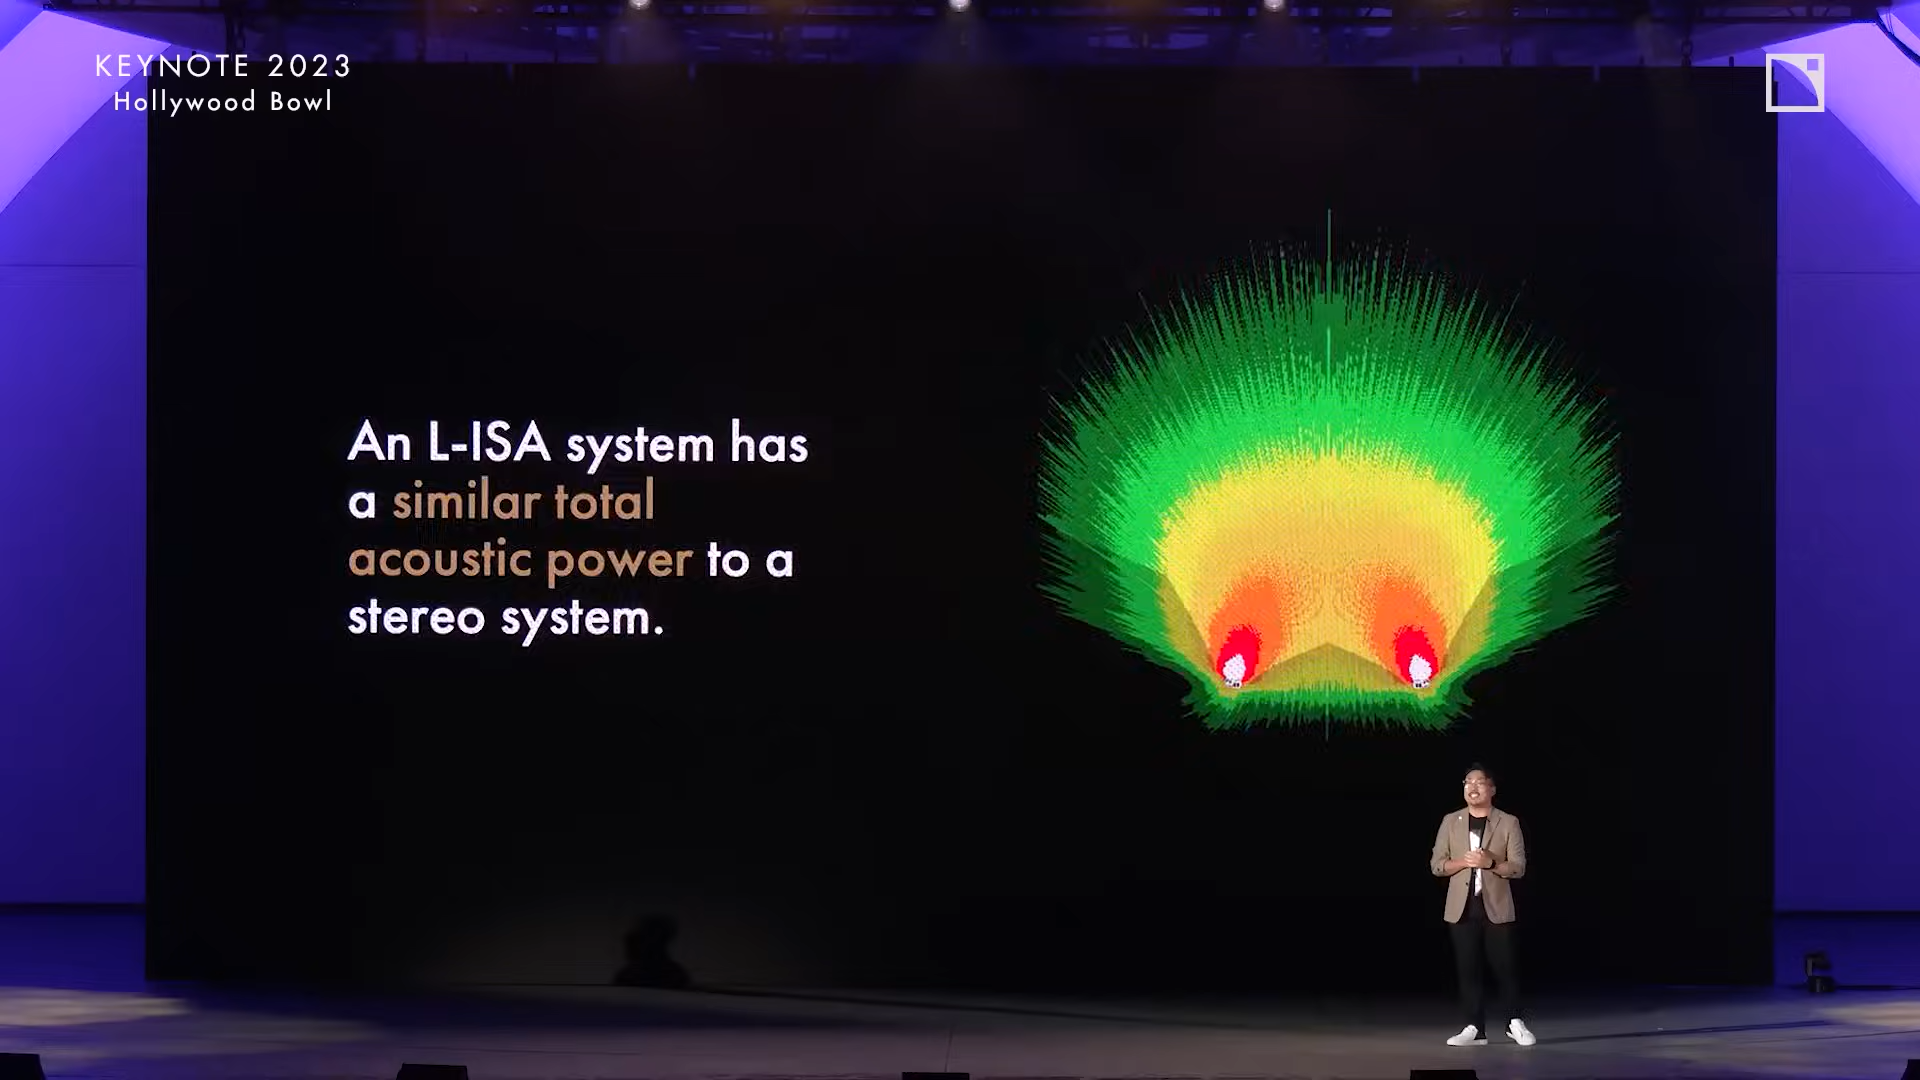 KEYNOTE 2023
Hollywood Bowl
An L-ISA system has
a similar total
acoustic power to a
stereo system.